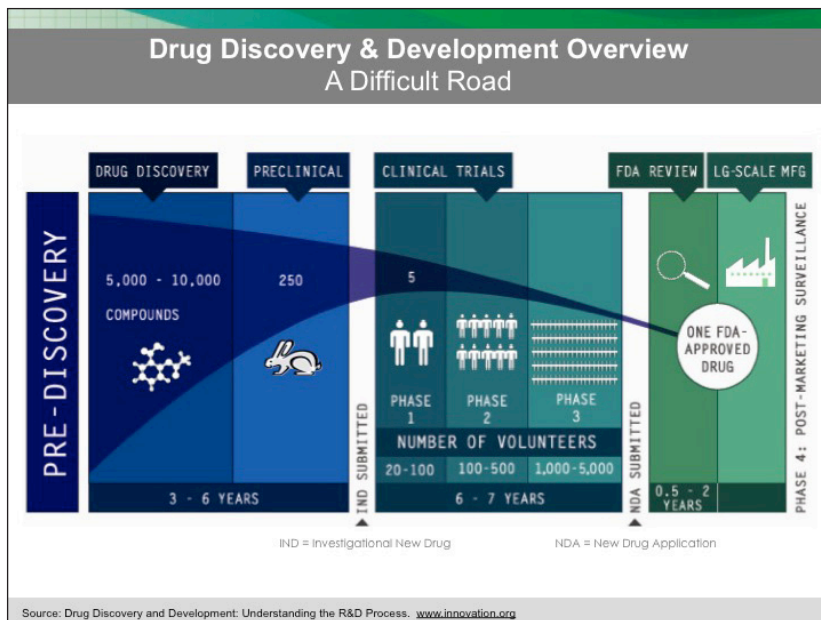 Drug Discovery & Development Overview
A Difficult Road
DRUG DISCOVERY
PRECLINICAL
CLINICAL TRIALS
FDA REVIEW
LG-SCALE MFG
PRE-DISCOVERY
5,000 - 10,000
COMPOUNDS
250
5
PHASE
1
PHASE
2
PHASE
3
NUMBER OF VOLUNTEERS
20-100
100-500
1,000-5,000
ONE FDA-
APPROVED
DRUG
3 - 6 YEARS
IND SUBMITTED
6 - 7 YEARS
NDA SUBMITTED
0.5 - 2
YEARS
PHASE 4: POST-MARKETING SURVEILLANCE
IND = Investigational New Drug
NDA = New Drug Application
Source: Drug Discovery and Development: Understanding the R&D Process. www.innovation.org